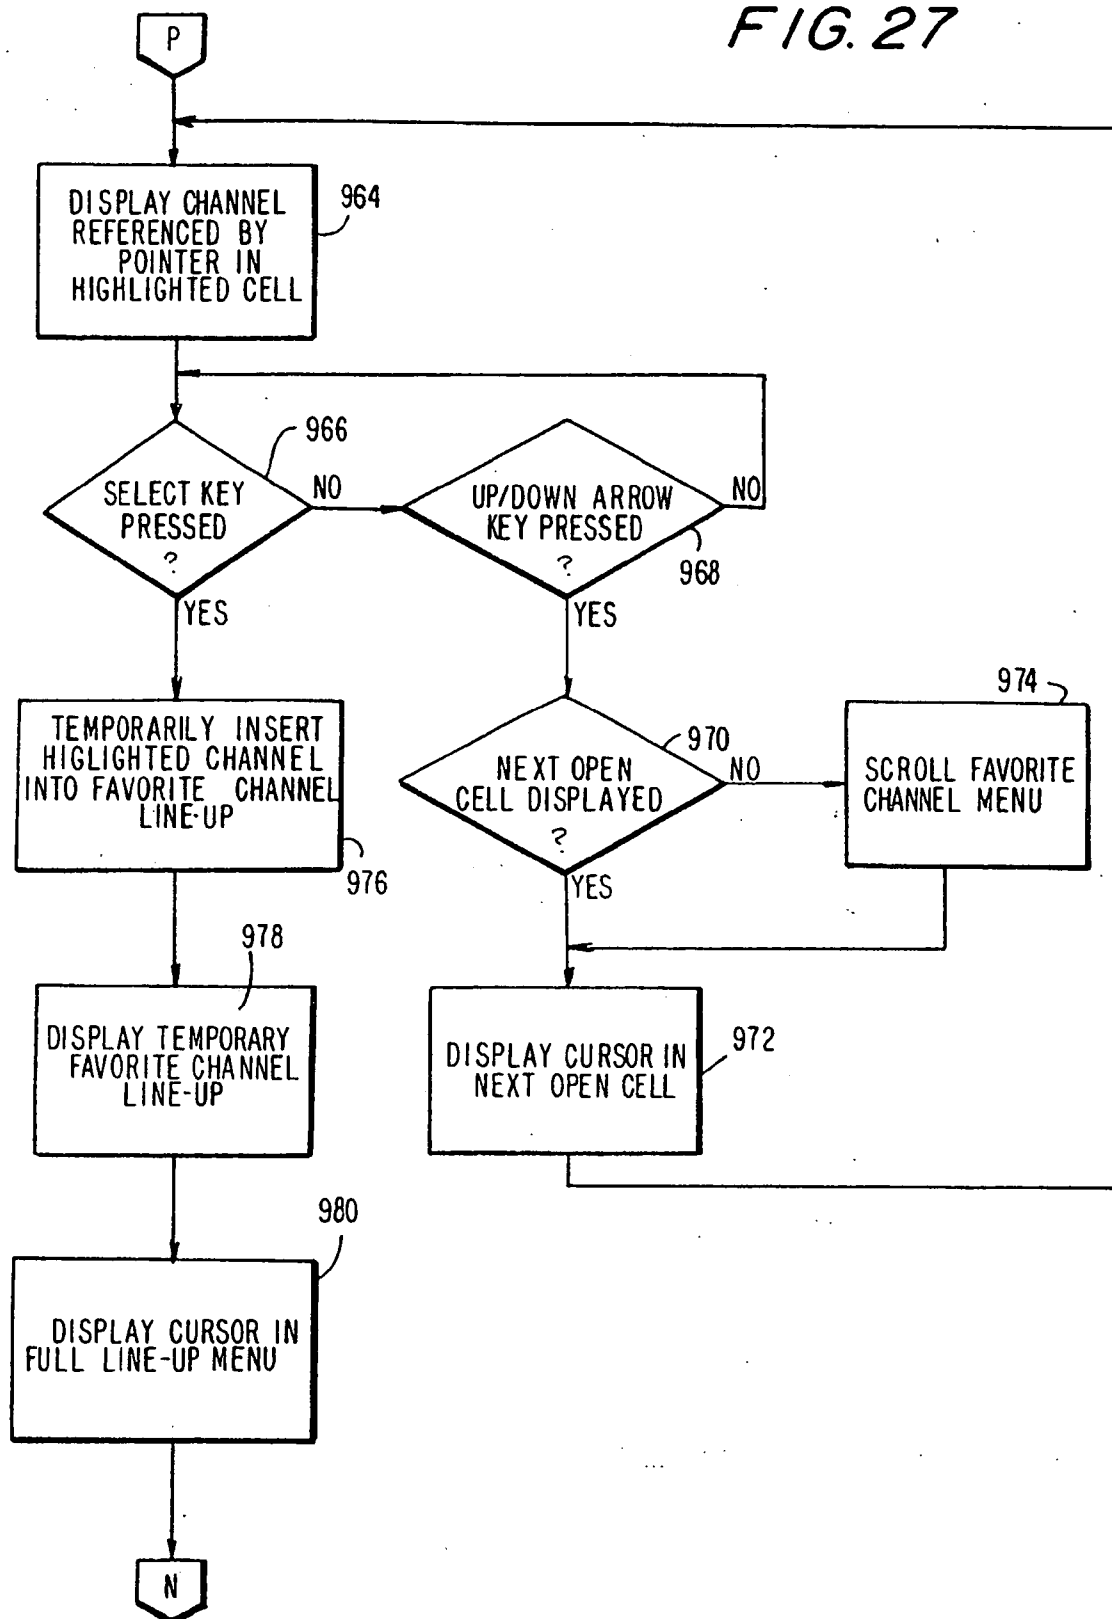 FIG. 27
P
DISPLAY CHANNEL
REFERENCED BY
POINTER IN
HIGHLIGHTED CELL
964
966
SELECT KEY
PRESSED
?
NO
YES
UP/DOWN ARROW
KEY PRESSED
?
NO
968
YES
974
TEMPORARILY INSERT
HIGLIGHTED CHANNEL
INTO FAVORITE CHANNEL
LINE-UP
976
970
NEXT OPEN
CELL DISPLAYED
?
NO
YES
SCROLL FAVORITE
CHANNEL MENU
978
DISPLAY TEMPORARY
FAVORITE CHANNEL
LINE-UP
DISPLAY CURSOR IN
NEXT OPEN CELL
972
980
DISPLAY CURSOR IN
FULL LINE-UP MENU
N